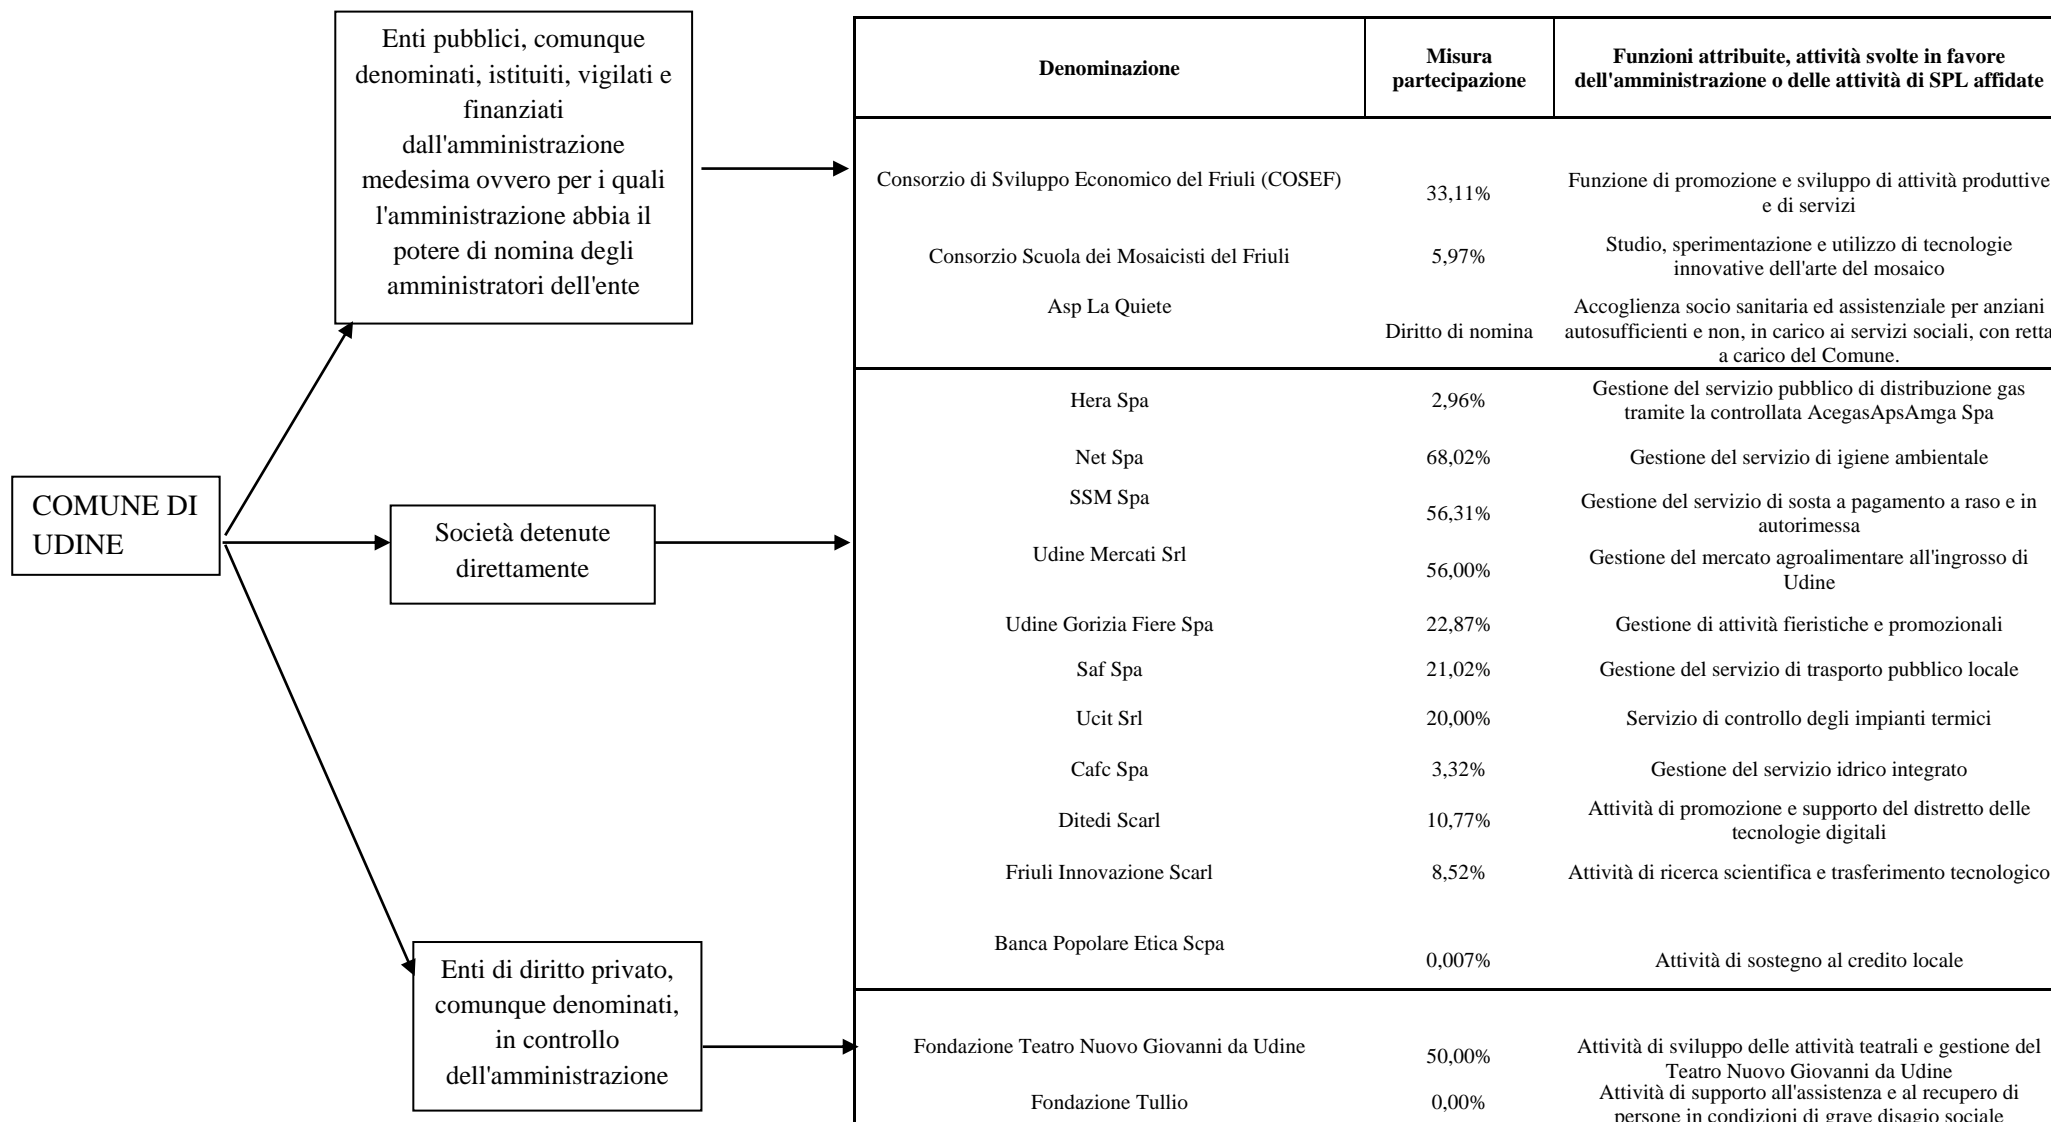 Enti pubblici, comunque
denominati, istituiti, vigilati e
finanziati
dall'amministrazione
medesima ovvero per i quali
l'amministrazione abbia il
potere di nomina degli
amministratori dell'ente
COMUNE DI
UDINE
Società detenute
direttamente
Enti di diritto privato,
comunque denominati,
in controllo
dell'amministrazione
Denominazione
Misura
partecipazione
Funzioni attribuite, attività svolte in favore
dell'amministrazione o delle attività di SPL affidate
Consorzio di Sviluppo Economico del Friuli (COSEF)
33,11%
Funzione di promozione e sviluppo di attività produttive
e di servizi
Consorzio Scuola dei Mosaicisti del Friuli
5,97%
Studio, sperimentazione e utilizzo di tecnologie
innovative dell'arte del mosaico
Asp La Quiete
Diritto di nomina
Accoglienza socio sanitaria ed assistenziale per anziani
autosufficienti e non, in carico ai servizi sociali, con retta
a carico del Comune.
Hera Spa
2,96%
Gestione del servizio pubblico di distribuzione gas
tramite la controllata AcegasApsAmga Spa
Net Spa
68,02%
Gestione del servizio di igiene ambientale
SSM Spa
56,31%
Gestione del servizio di sosta a pagamento a raso e in
autorimessa
Udine Mercati Srl
56,00%
Gestione del mercato agroalimentare all'ingrosso di
Udine
Udine Gorizia Fiere Spa
22,87%
Gestione di attività fieristiche e promozionali
Saf Spa
21,02%
Gestione del servizio di trasporto pubblico locale
Ucit Srl
20,00%
Servizio di controllo degli impianti termici
Cafc Spa
3,32%
Gestione del servizio idrico integrato
Ditedi Scarl
10,77%
Attività di promozione e supporto del distretto delle
tecnologie digitali
Friuli Innovazione Scarl
8,52%
Attività di ricerca scientifica e trasferimento tecnologico
Banca Popolare Etica Scpa
0,007%
Attività di sostegno al credito locale
Fondazione Teatro Nuovo Giovanni da Udine
50,00%
Attività di sviluppo delle attività teatrali e gestione del
Teatro Nuovo Giovanni da Udine
Fondazione Tullio
0,00%
Attività di supporto all'assistenza e al recupero di
persone in condizioni di grave disagio sociale